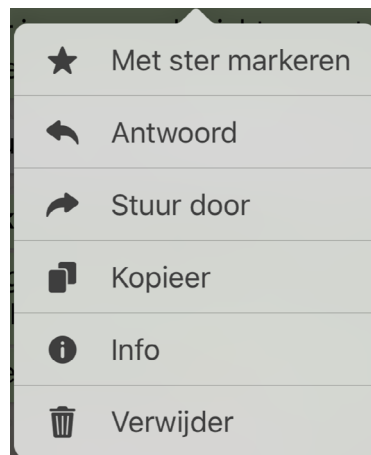 Met ster markeren
Antwoord
Stuur door
Kopieer
Info
Verwijder